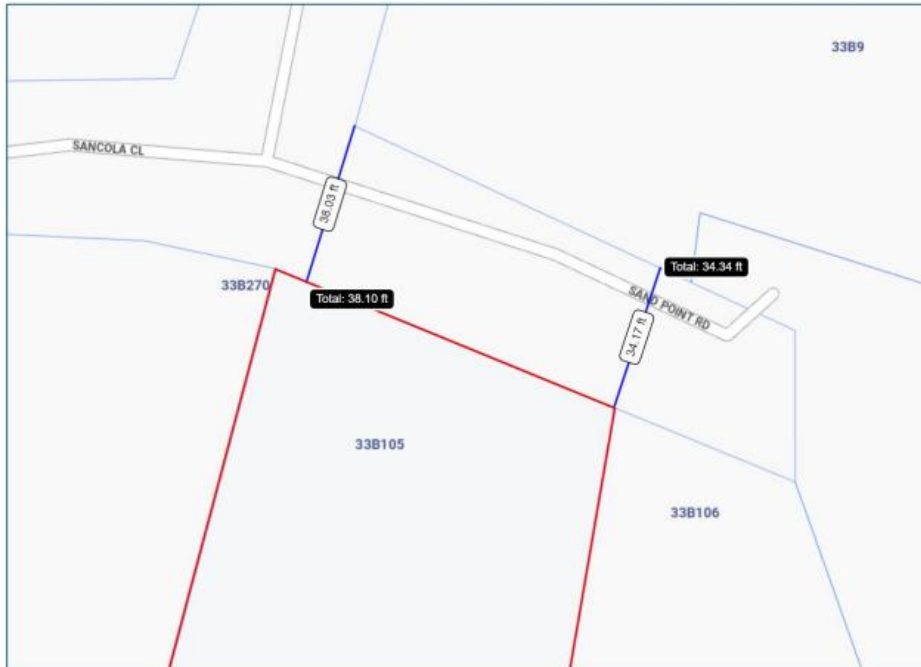 33B9
SANCOLA CL
38.03 ft
Total: 34.34 ft
33B270
Total: 38.10 ft
SAND POINT RD
34.17 ft
33B105
33B106